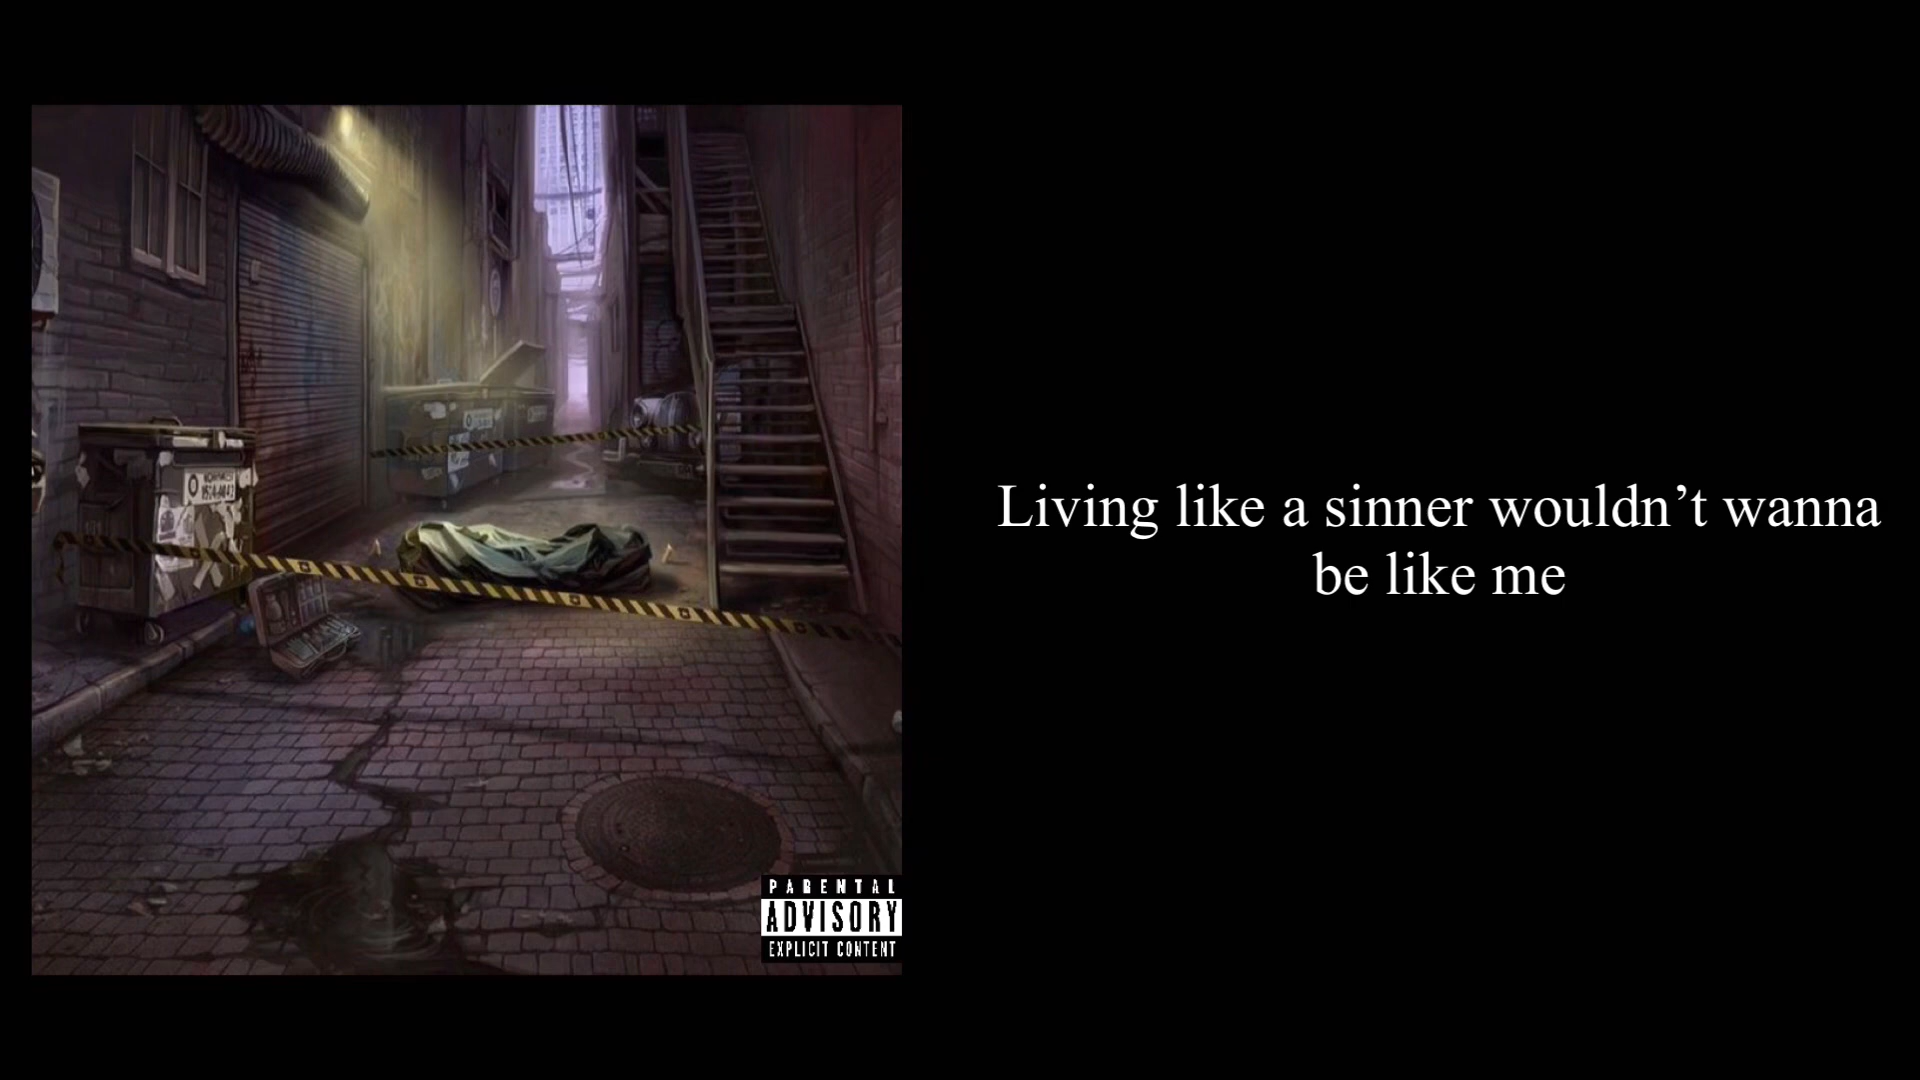 Living like a sinner wouldn’t wanna
be like me
PARENTAL
ADVISORY
EXPLICIT CONTENT